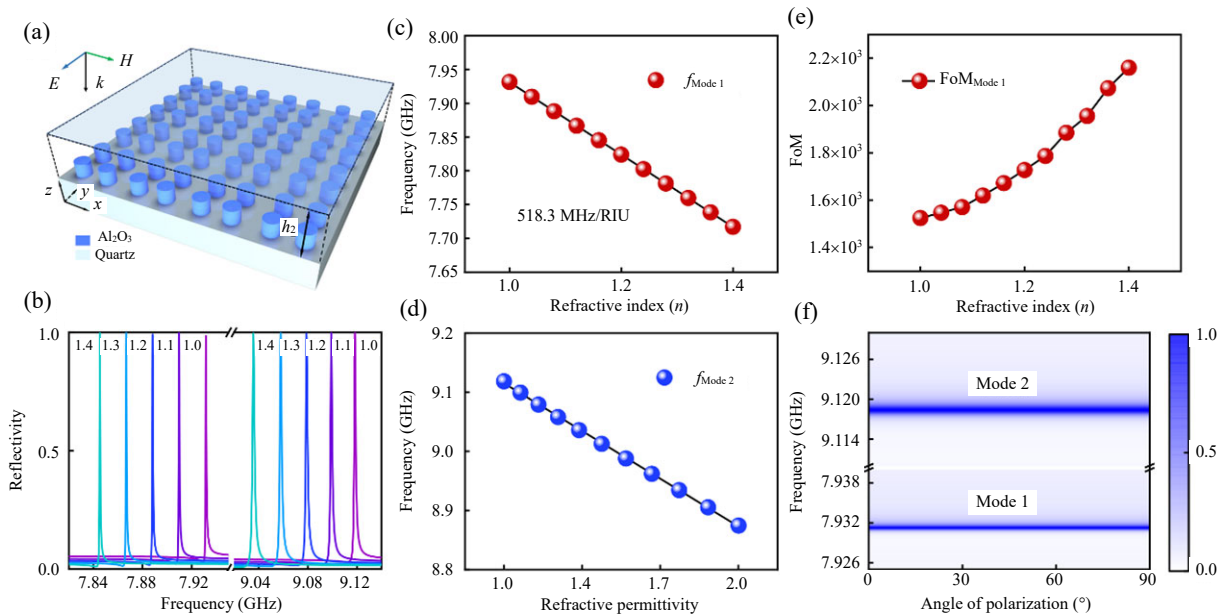 (a)
E
H
k
z
y
x
h2
Al2O3
Quartz
(b)
Reflectivity
1.0
0.5
0.0
1.4 1.3 1.2 1.1 1.0
1.4 1.3 1.2 1.1 1.0
7.84 7.88 7.92 9.04 9.08 9.12
Frequency (GHz)
(c)
Frequency (GHz)
8.00
7.95
7.90
7.85
7.80
7.75
7.70
7.65
fMode 1
518.3 MHz/RIU
1.0 1.2 1.4
Refractive index (n)
(d)
Frequency (GHz)
9.2
9.1
9.0
8.9
8.8
fMode 2
1.0 1.3 1.7 2.0
Refractive permittivity
(e)
FoM
2.2×10³
2.0×10³
1.8×10³
1.6×10³
1.4×10³
FoMMode 1
1.0 1.2 1.4
Refractive index (n)
(f)
Frequency (GHz)
9.126
9.120
9.114
7.938
7.932
7.926
Mode 2
Mode 1
0 30 60 90
Angle of polarization (°)
1.0
0.5
0